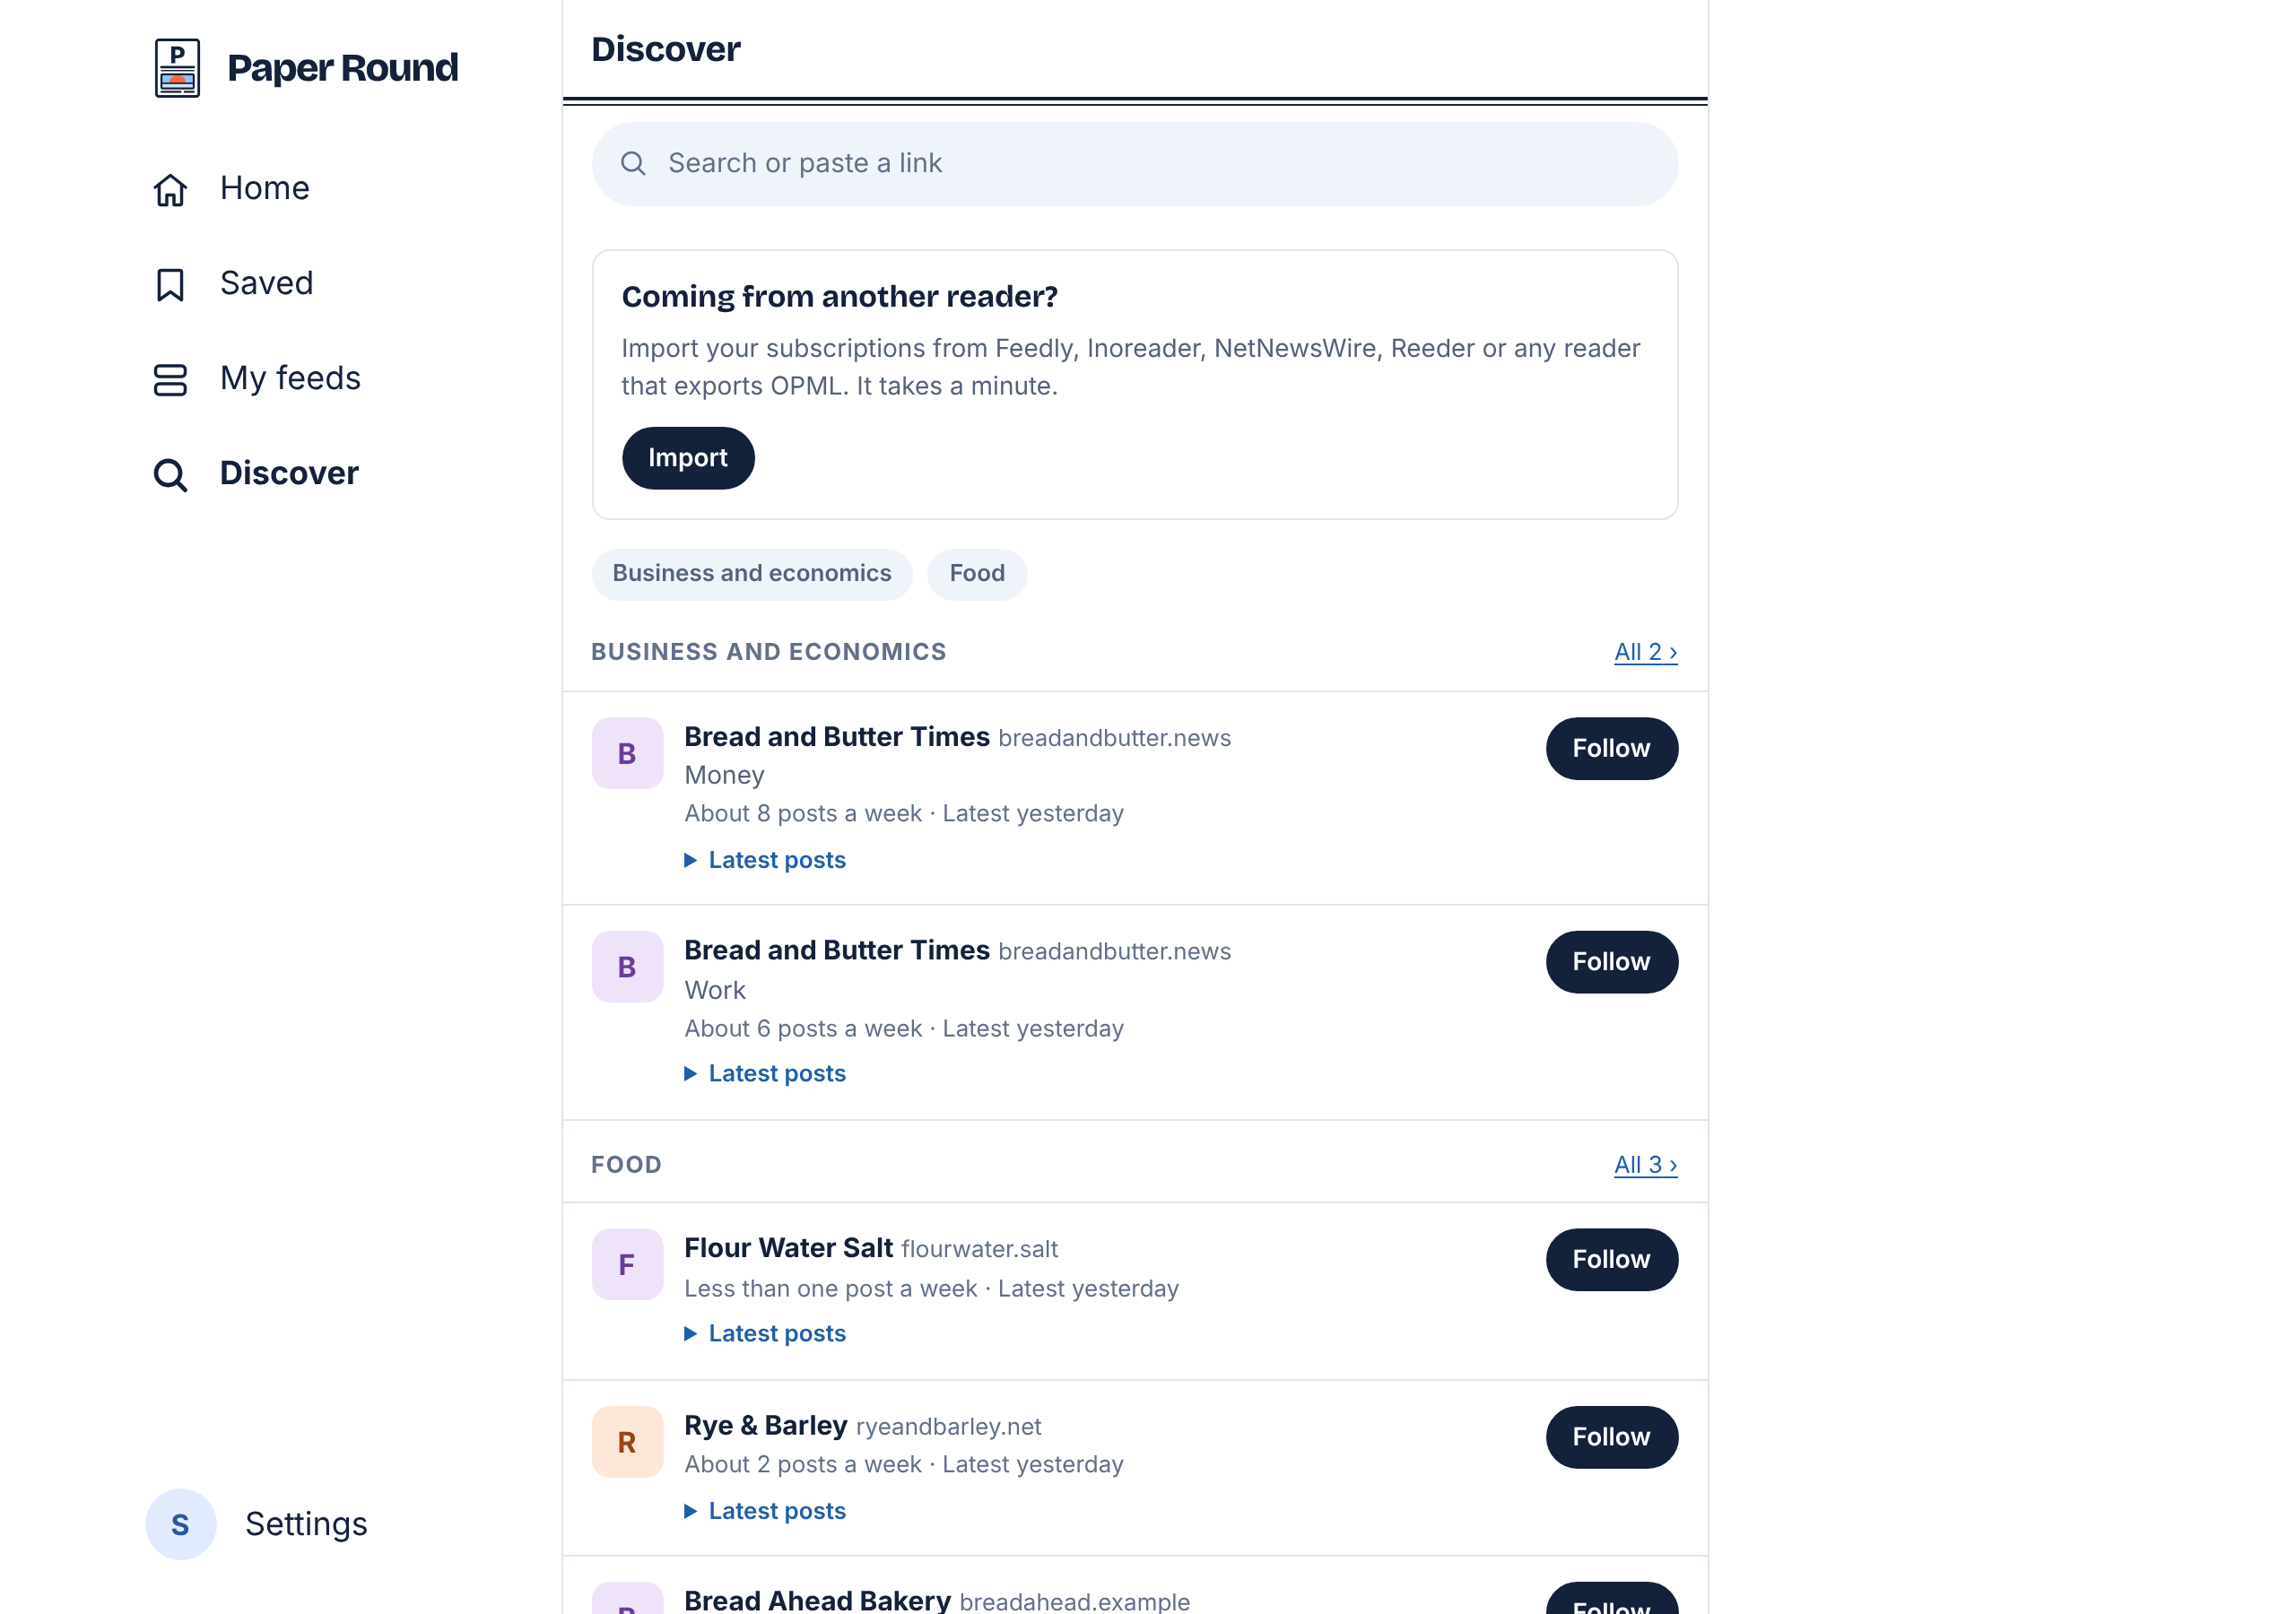 P
Paper Round
Home
Saved
My feeds
Discover
S
Settings
Discover
Search or paste a link
Coming from another reader?
Import your subscriptions from Feedly, Inoreader, NetNewsWire, Reeder or any reader
that exports OPML. It takes a minute.
Import
Business and economics
Food
BUSINESS AND ECONOMICS
All 2 ›
B
Bread and Butter Times breadandbutter.news
Follow
Money
About 8 posts a week · Latest yesterday
▶ Latest posts
B
Bread and Butter Times breadandbutter.news
Follow
Work
About 6 posts a week · Latest yesterday
▶ Latest posts
FOOD
All 3 ›
F
Flour Water Salt flourwater.salt
Follow
Less than one post a week · Latest yesterday
▶ Latest posts
R
Rye & Barley ryeandbarley.net
Follow
About 2 posts a week · Latest yesterday
▶ Latest posts
Bread Ahead Bakery breadahead.example
Follow